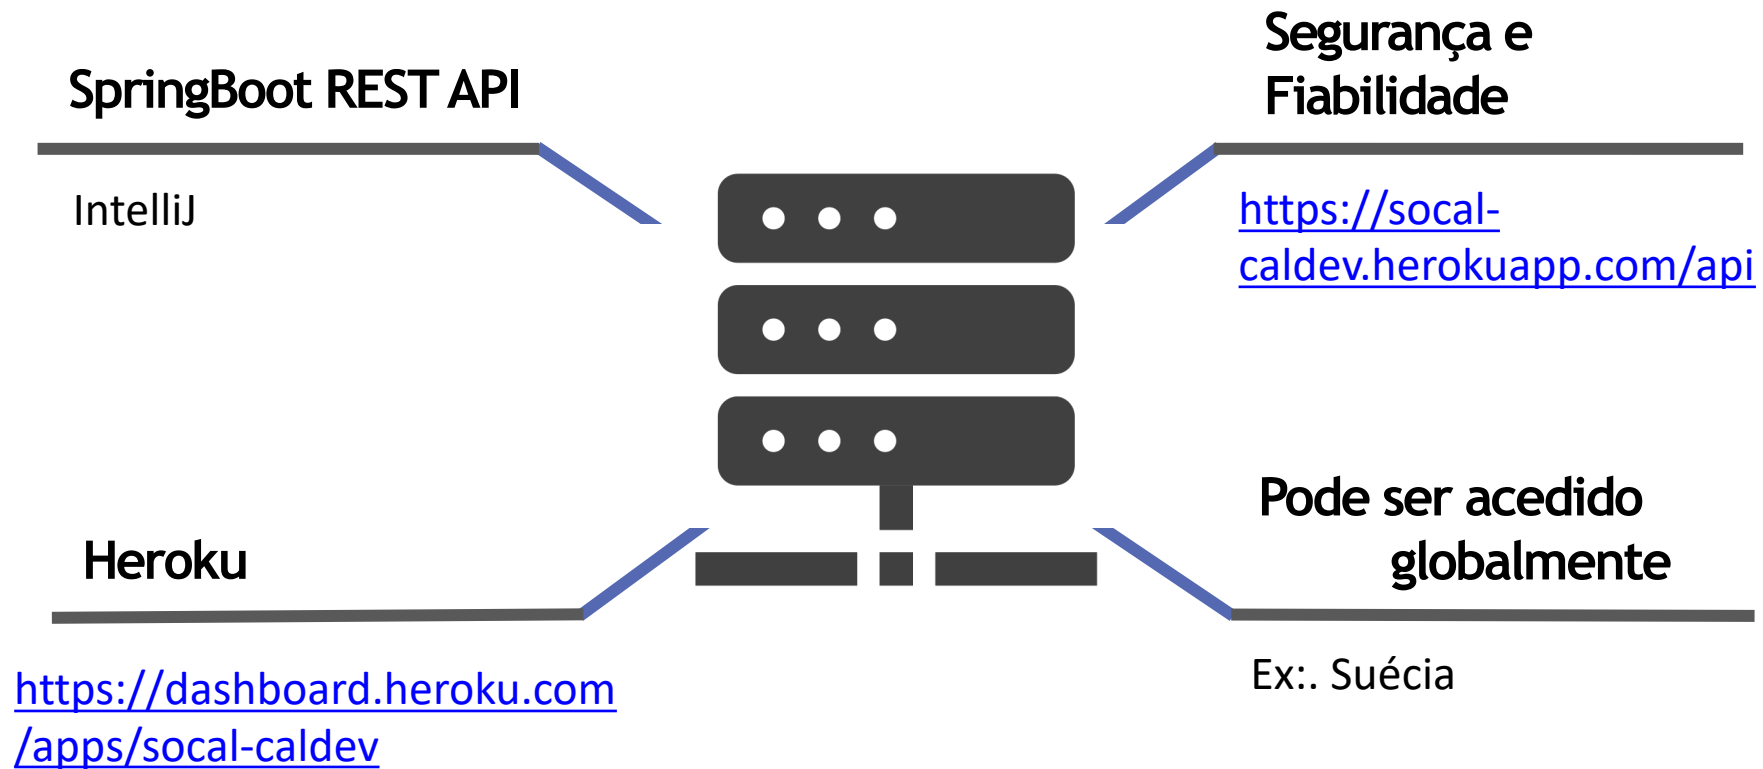 SpringBoot REST API
IntelliJ
Segurança e
Fiabilidade
https://socal-
caldev.herokuapp.com/api
Heroku
https://dashboard.heroku.com
/apps/socal-caldev
Pode ser acedido
globalmente
Ex:. Suécia